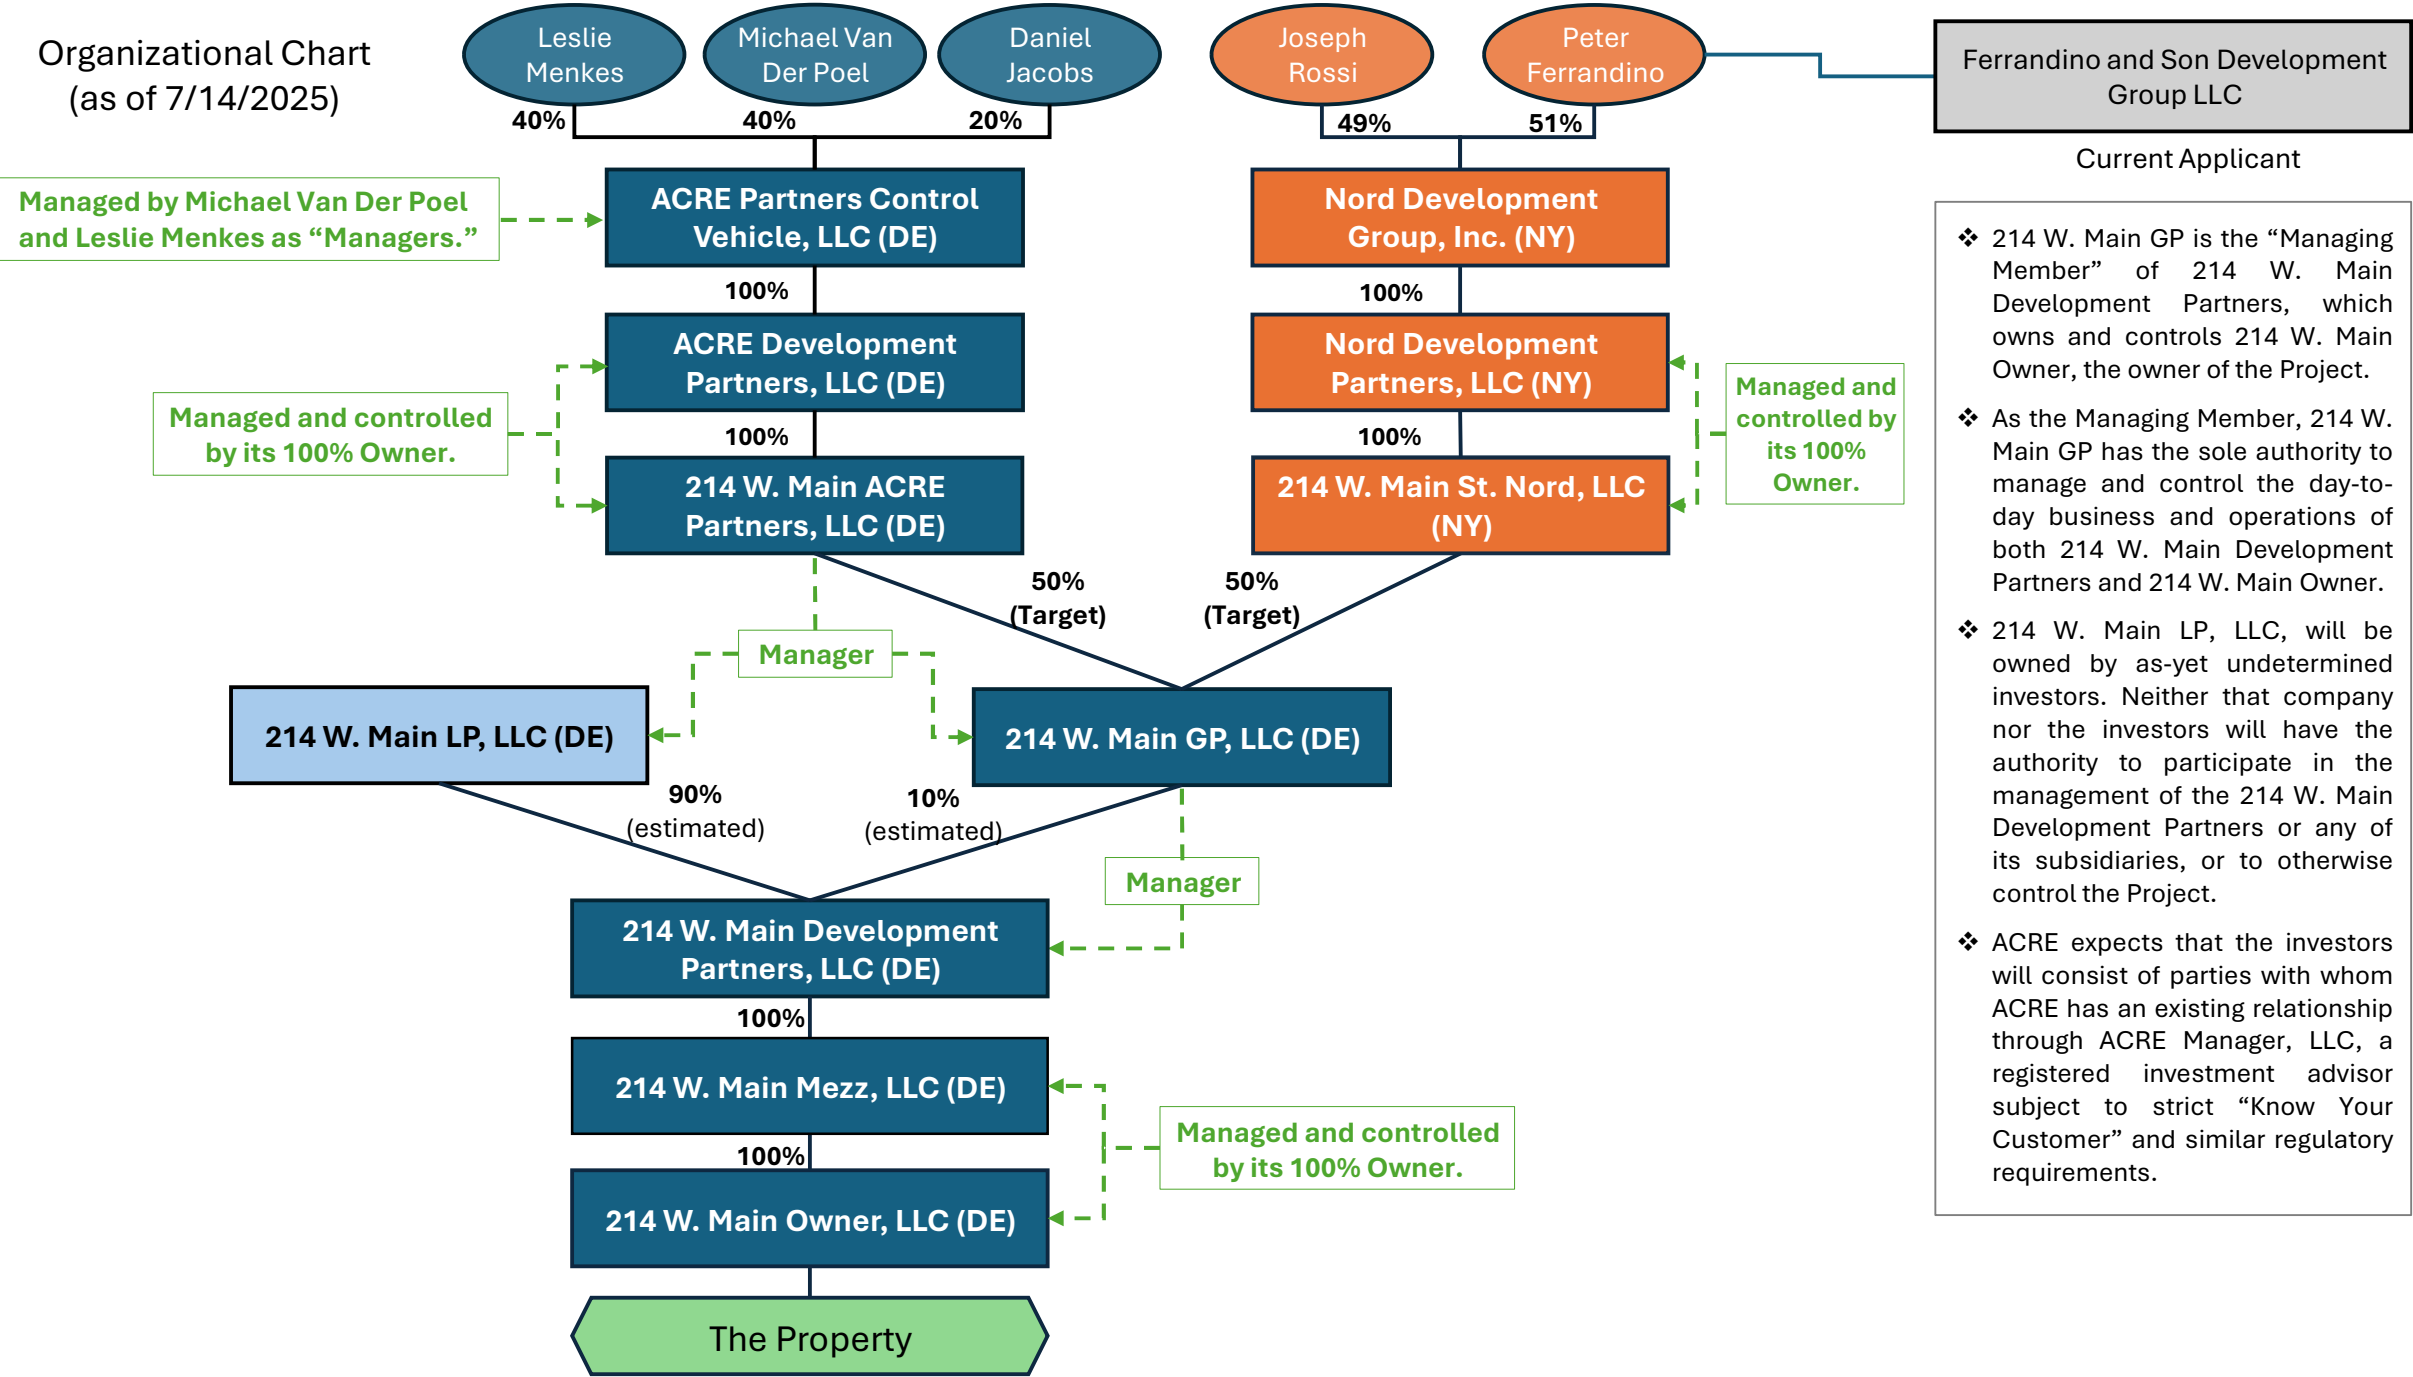 Organizational Chart
(as of 7/14/2025)
Leslie
Menkes
Michael Van
Der Poel
Daniel
Jacobs
Joseph
Rossi
Peter
Ferrandino
Ferrandino and Son Development
Group LLC
Current Applicant
40%
40%
20%
49%
51%
Managed by Michael Van Der Poel
and Leslie Menkes as “Managers.”
ACRE Partners Control
Vehicle, LLC (DE)
Nord Development
Group, Inc. (NY)
100%
100%
ACRE Development
Partners, LLC (DE)
Nord Development
Partners, LLC (NY)
Managed and controlled
by its 100% Owner.
Managed and
controlled by
its 100%
Owner.
100%
100%
214 W. Main ACRE
Partners, LLC (DE)
214 W. Main St. Nord, LLC
(NY)
50%
(Target)
50%
(Target)
Manager
214 W. Main LP, LLC (DE)
214 W. Main GP, LLC (DE)
90%
(estimated)
10%
(estimated)
Manager
214 W. Main Development
Partners, LLC (DE)
100%
214 W. Main Mezz, LLC (DE)
100%
Managed and controlled
by its 100% Owner.
214 W. Main Owner, LLC (DE)
The Property
❖ 214 W. Main GP is the “Managing
Member” of 214 W. Main
Development Partners, which
owns and controls 214 W. Main
Owner, the owner of the Project.
❖ As the Managing Member, 214 W.
Main GP has the sole authority to
manage and control the day-to-
day business and operations of
both 214 W. Main Development
Partners and 214 W. Main Owner.
❖ 214 W. Main LP, LLC, will be
owned by as-yet undetermined
investors. Neither that company
nor the investors will have the
authority to participate in the
management of the 214 W. Main
Development Partners or any of
its subsidiaries, or to otherwise
control the Project.
❖ ACRE expects that the investors
will consist of parties with whom
ACRE has an existing relationship
through ACRE Manager, LLC, a
registered investment advisor
subject to strict “Know Your
Customer” and similar regulatory
requirements.